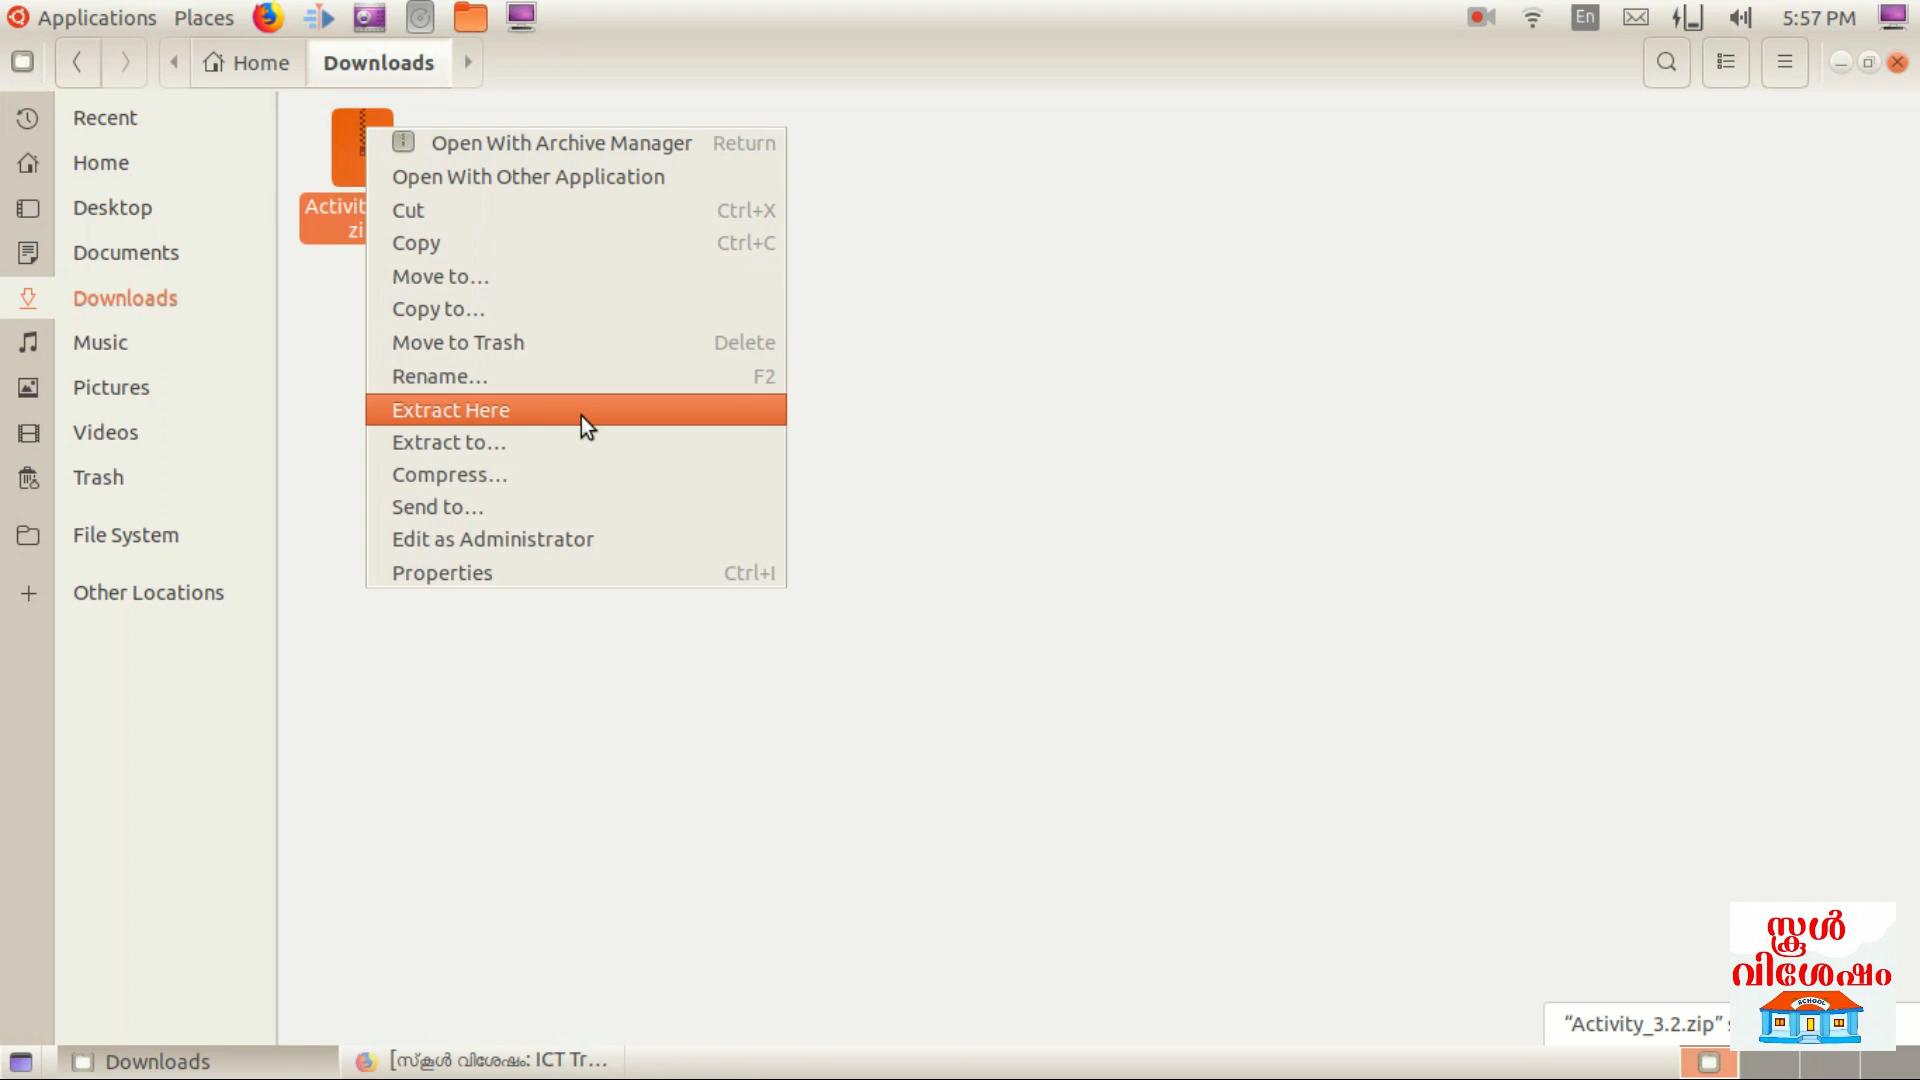 Applications Places En 5:57 PM
Home Downloads
Recent
Home
Desktop
Documents
Downloads
Music
Pictures
Videos
Trash
File System
Other Locations
Activit
zi
Open With Archive Manager Return
Open With Other Application
Cut Ctrl+X
Copy Ctrl+C
Move to…
Copy to…
Move to Trash Delete
Rename… F2
Extract Here
Extract to…
Compress…
Send to…
Edit as Administrator
Properties Ctrl+I
സ്കൂൾ
വിശേഷം
SCHOOL
“Activity_3.2.zip”
Downloads [സ്കൂൾ വിശേഷം: ICT Tr…